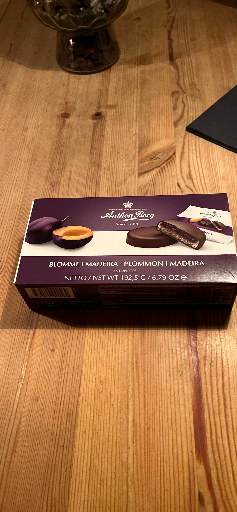 Anthon Berg
BLOMME I MADEIRA · PLOMMON I MADEIRA
NETTO / NET WT 192,5 G / 6.79 OZ e